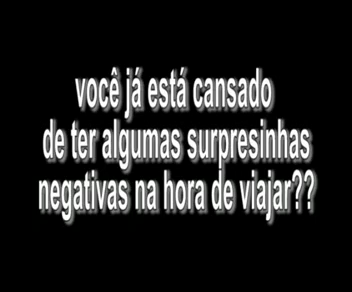 você já está cansado
de ter algumas surpresinhas
negativas na hora de viajar??